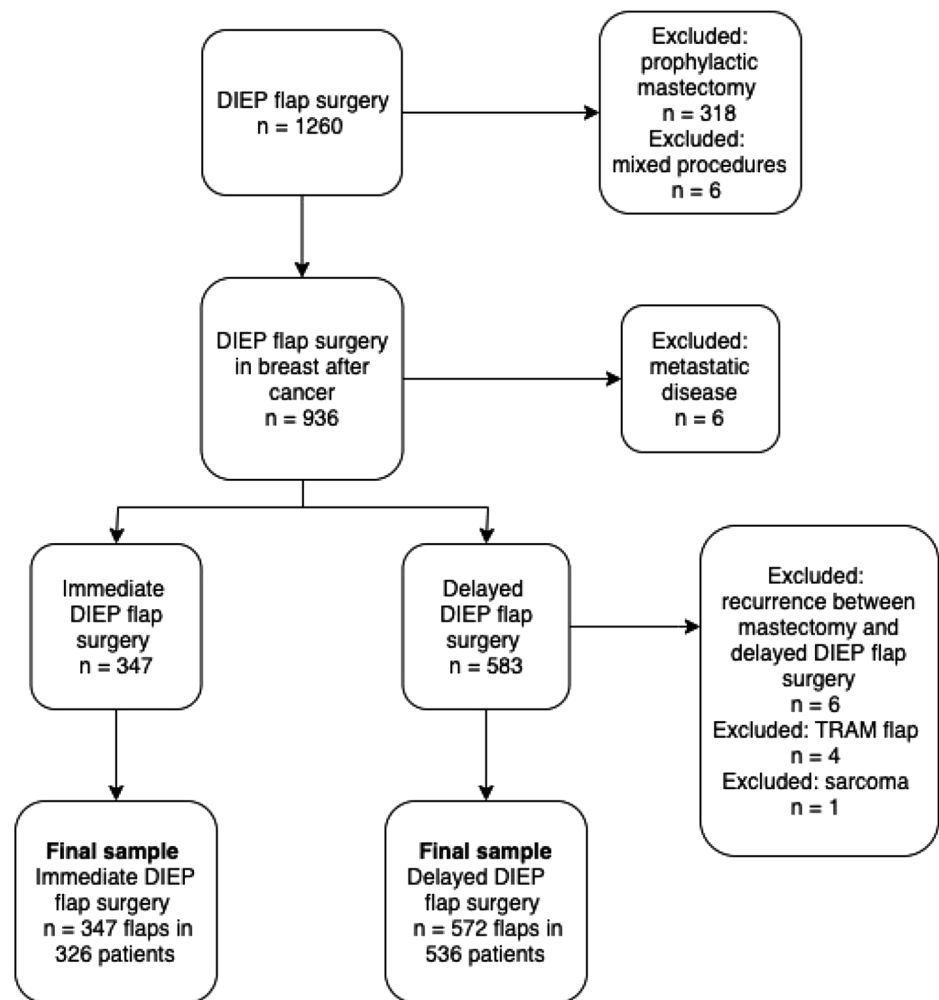 DIEP flap surgery
n = 1260
Excluded:
prophylactic
mastectomy
n = 318
Excluded:
mixed procedures
n = 6
DIEP flap surgery
in breast after
cancer
n = 936
Excluded:
metastatic
disease
n = 6
Immediate
DIEP flap
surgery
n = 347
Delayed
DIEP flap
surgery
n = 583
Excluded:
recurrence between
mastectomy and
delayed DIEP flap
surgery
n = 6
Excluded: TRAM flap
n = 4
Excluded: sarcoma
n = 1
Final sample
Immediate DIEP
flap surgery
n = 347 flaps in
326 patients
Final sample
Delayed DIEP
flap surgery
n = 572 flaps in
536 patients